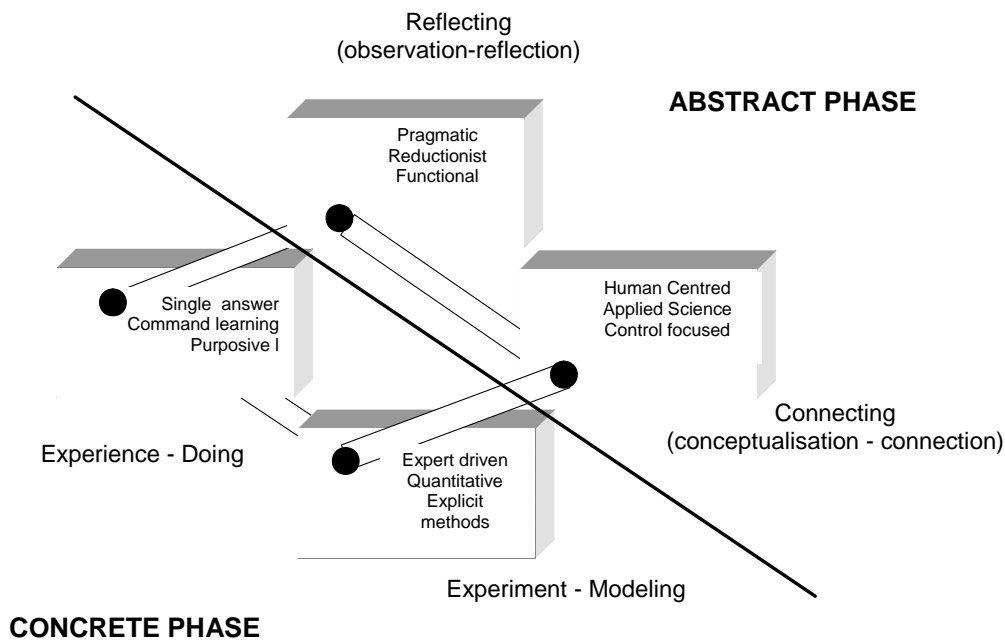 Reflecting
(observation-reflection)
ABSTRACT PHASE
Pragmatic
Reductionist
Functional
Human Centred
Applied Science
Control focused
Single answer
Command learning
Purposive l
Connecting
(conceptualisation - connection)
Experience - Doing
Expert driven
Quantitative
Explicit
methods
Experiment - Modeling
CONCRETE PHASE